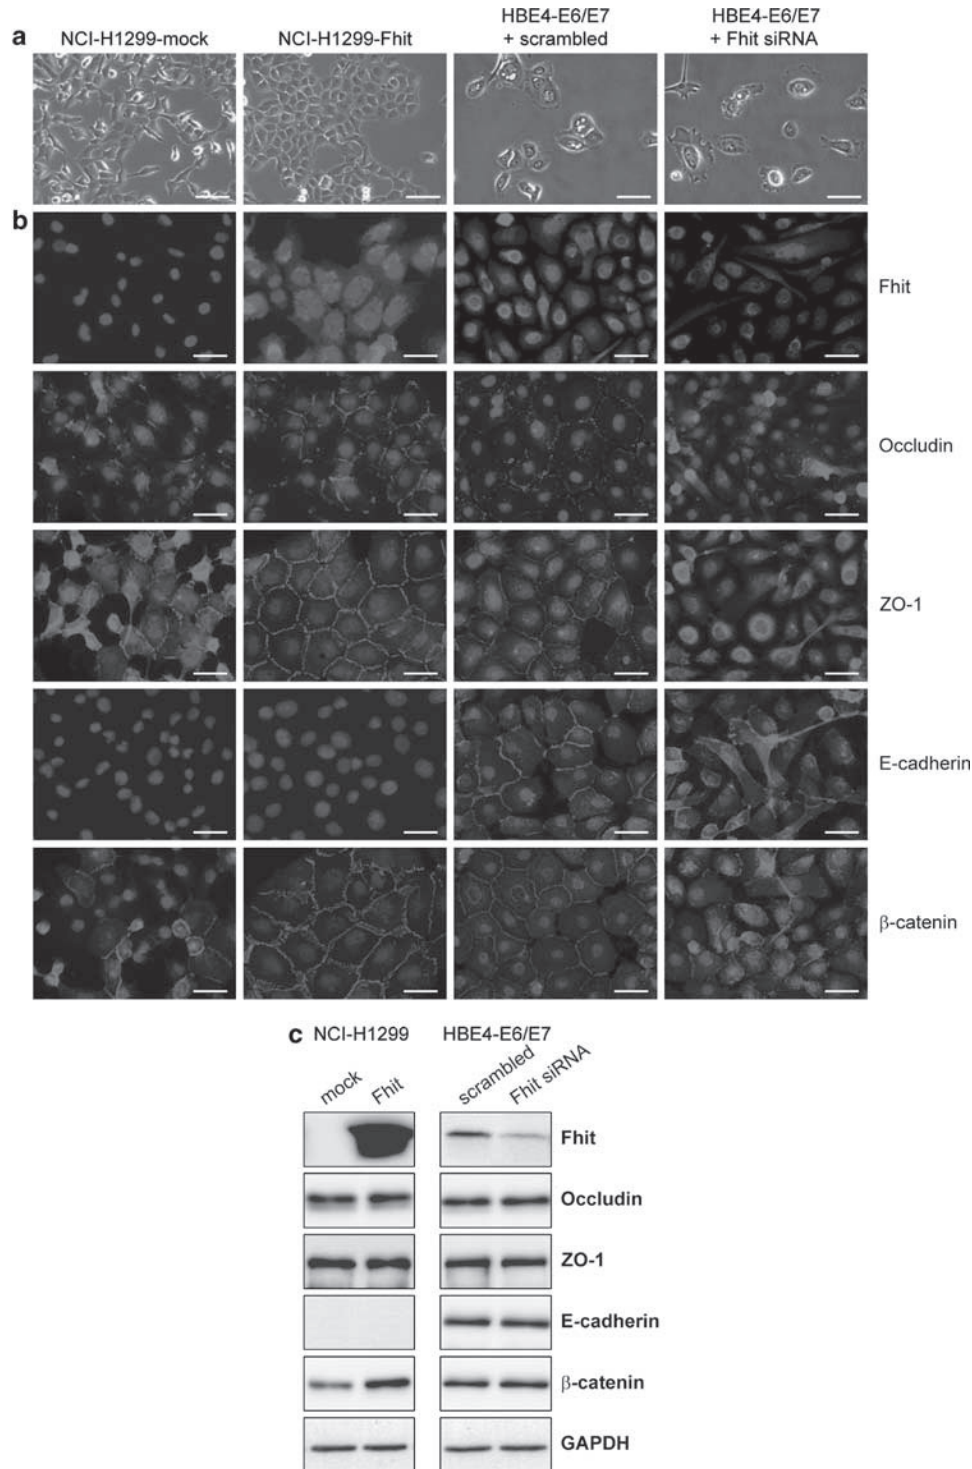 a
NCI-H1299-mock
NCI-H1299-Fhit
HBE4-E6/E7
+ scrambled
HBE4-E6/E7
+ Fhit siRNA
b
Fhit
Occludin
ZO-1
E-cadherin
β-catenin
c
NCI-H1299
HBE4-E6/E7
mock
Fhit
scrambled
Fhit siRNA
Fhit
Occludin
ZO-1
E-cadherin
β-catenin
GAPDH